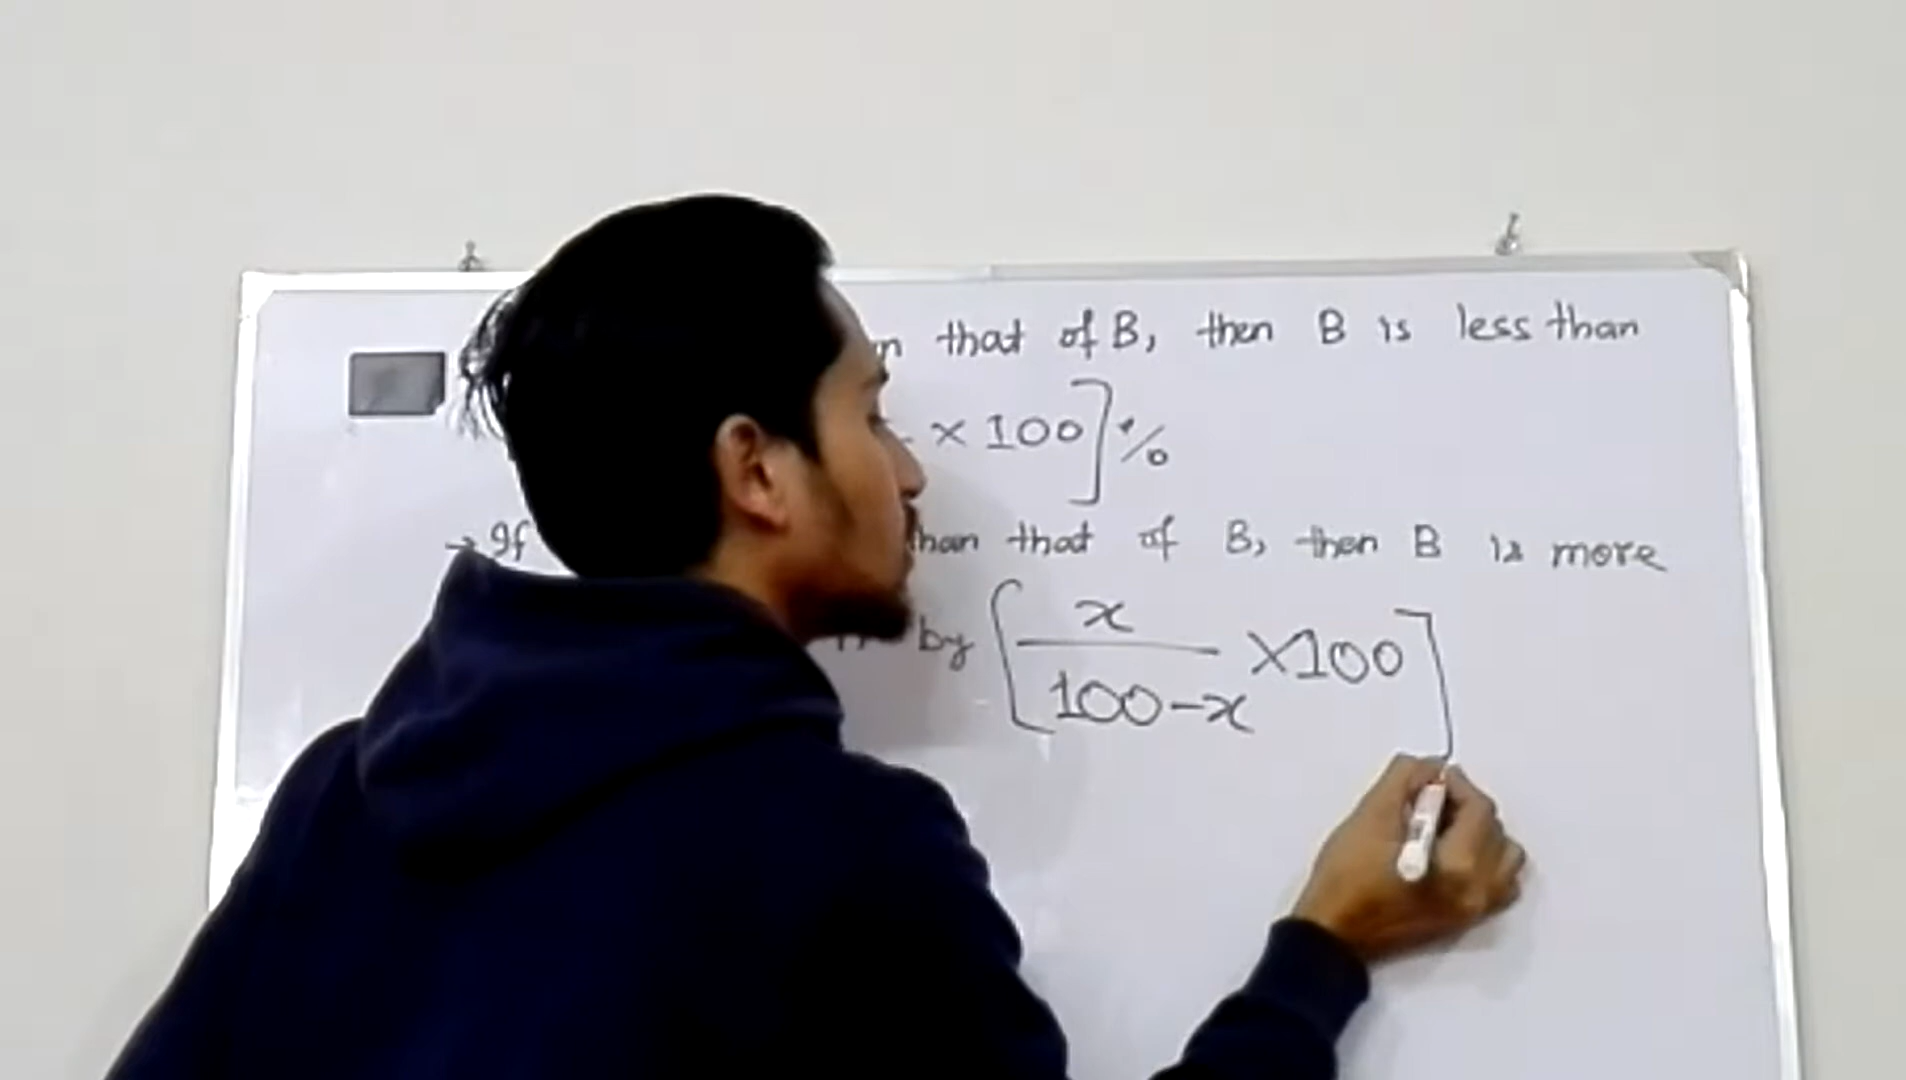 that of B, then B is less than
× 100]%
→ If than that of B, then B is more
by [x/100-x ×100]